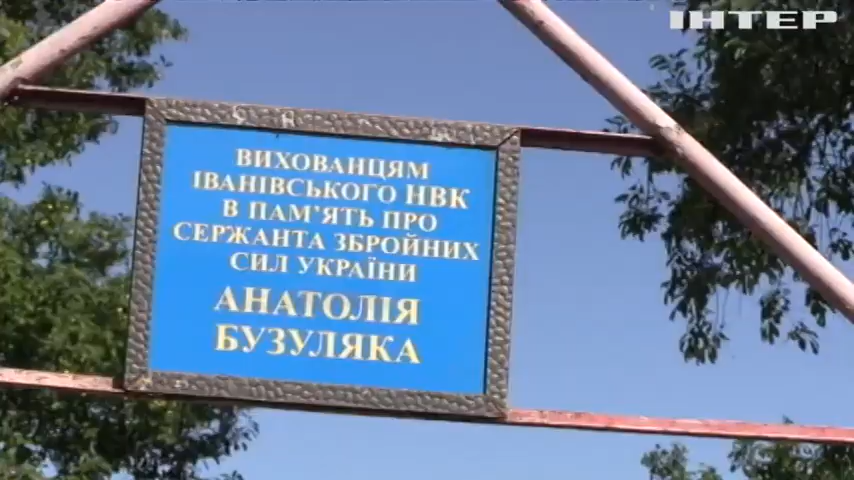 ІНТЕР
ВИХОВАНЦЯМ
ІВАНІВСЬКОГО НВК
В ПАМ'ЯТЬ ПРО
СЕРЖАНТА ЗБРОЙНИХ
СИЛ УКРАЇНИ
АНАТОЛІЯ
БУЗУЛЯКА